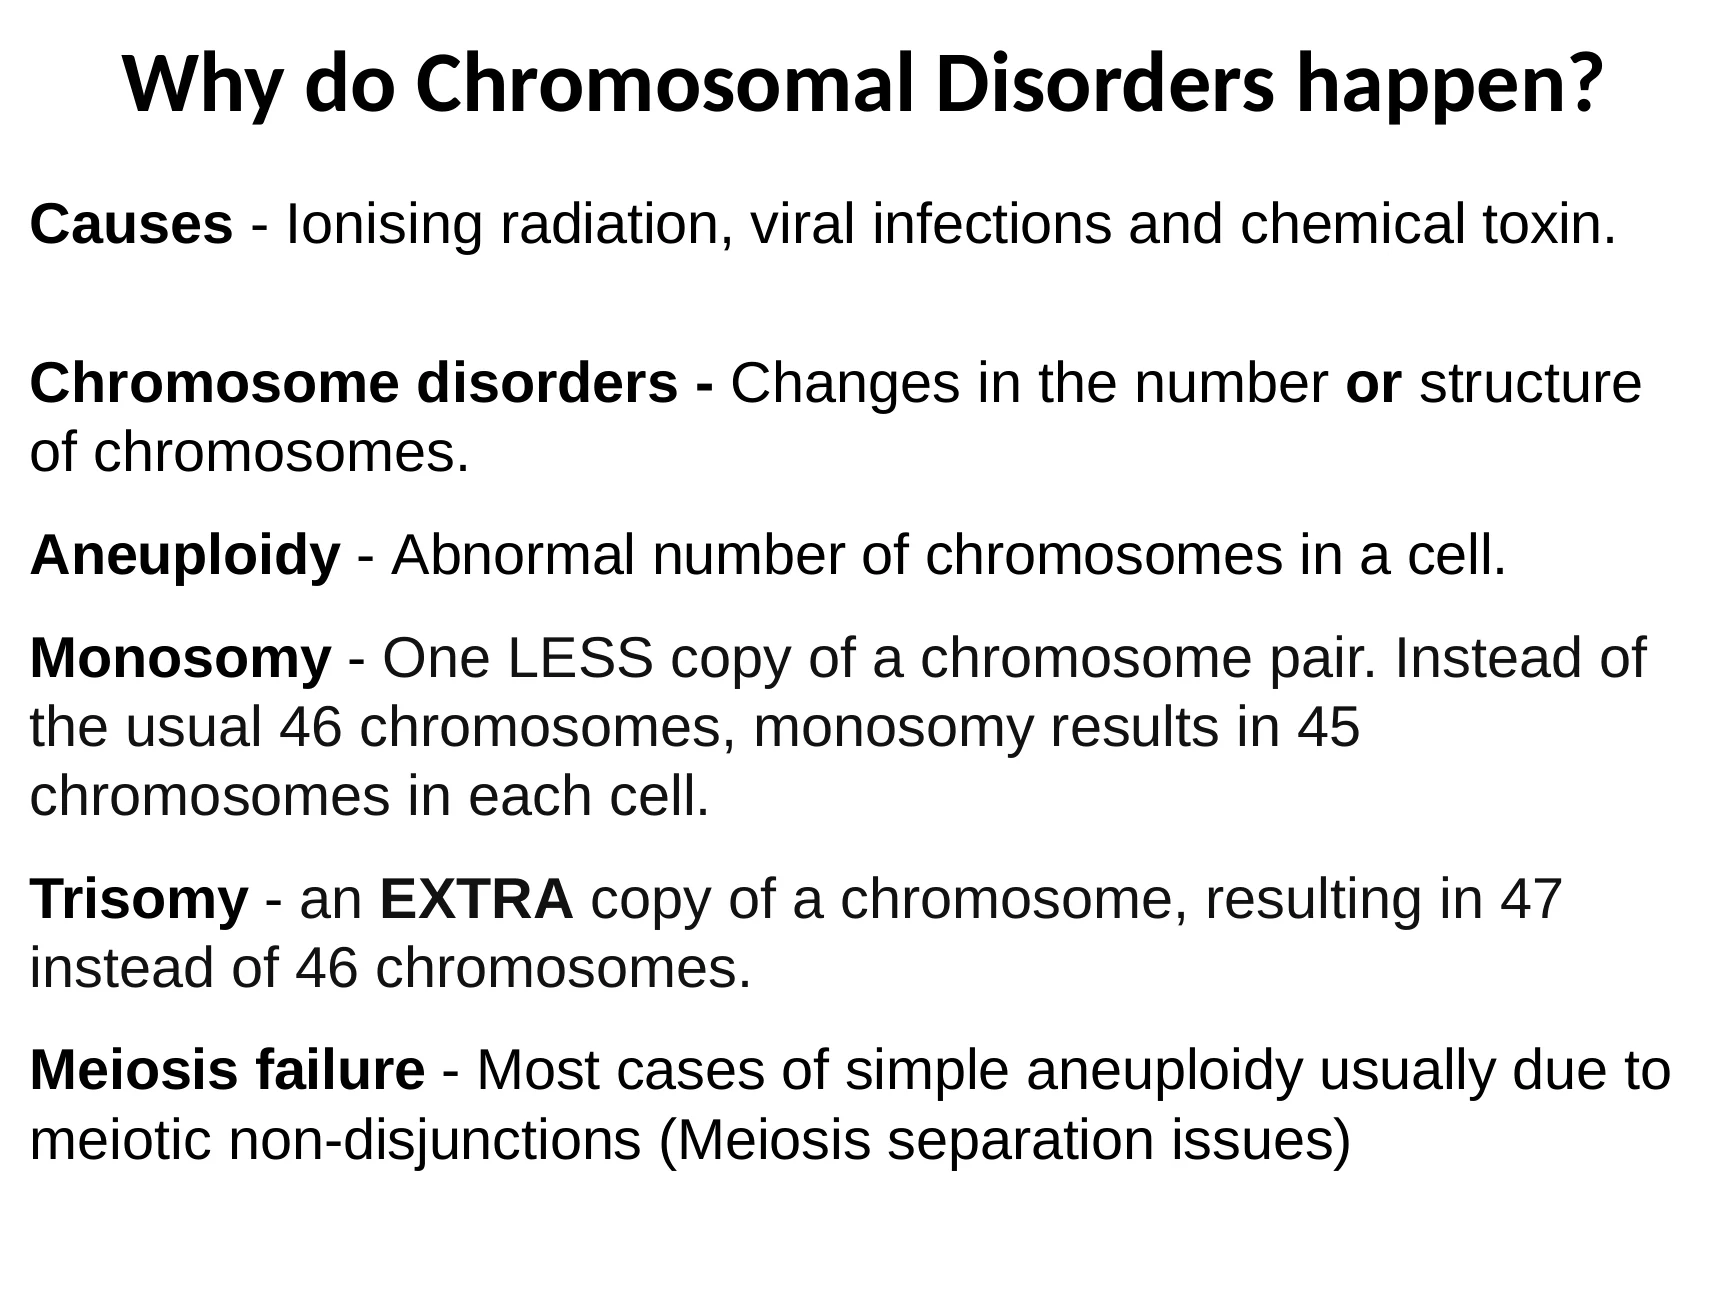 Why do Chromosomal Disorders happen?
Causes - Ionising radiation, viral infections and chemical toxin.
Chromosome disorders - Changes in the number or structure
of chromosomes.
Aneuploidy - Abnormal number of chromosomes in a cell.
Monosomy - One LESS copy of a chromosome pair. Instead of
the usual 46 chromosomes, monosomy results in 45
chromosomes in each cell.
Trisomy - an EXTRA copy of a chromosome, resulting in 47
instead of 46 chromosomes.
Meiosis failure - Most cases of simple aneuploidy usually due to
meiotic non-disjunctions (Meiosis separation issues)